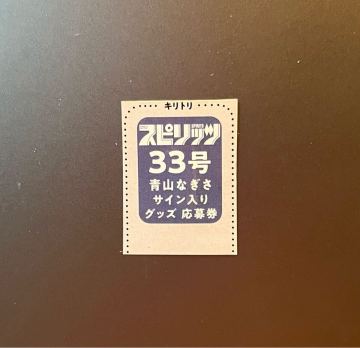 キリトリ
スピリッツ
33号
青山なぎさ
サイン入り
グッズ 応募券